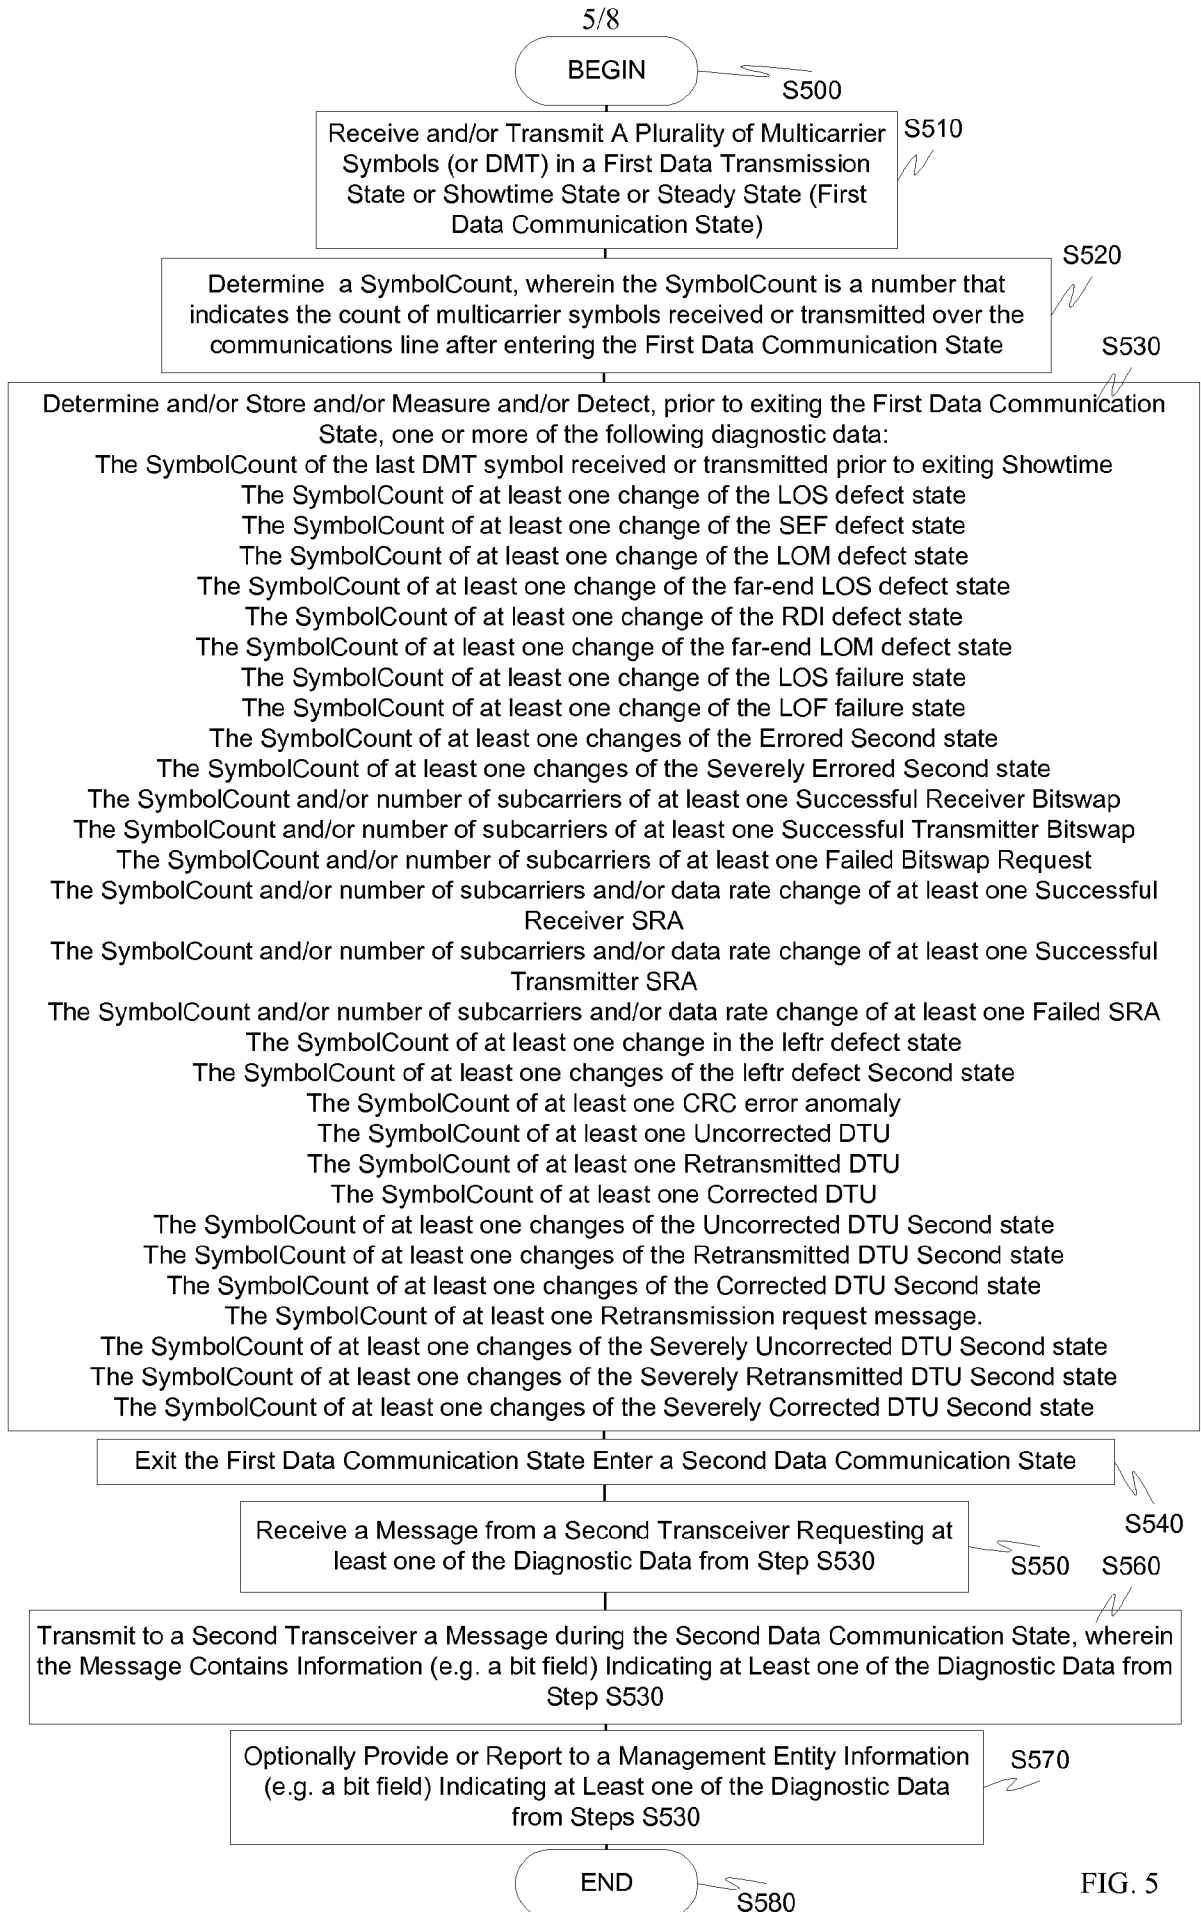 5/8
BEGIN
S500
Receive and/or Transmit A Plurality of Multicarrier
Symbols (or DMT) in a First Data Transmission
State or Showtime State or Steady State (First
Data Communication State)
S510
Determine a SymbolCount, wherein the SymbolCount is a number that
indicates the count of multicarrier symbols received or transmitted over the
communications line after entering the First Data Communication State
S520
S530
Determine and/or Store and/or Measure and/or Detect, prior to exiting the First Data Communication
State, one or more of the following diagnostic data:
The SymbolCount of the last DMT symbol received or transmitted prior to exiting Showtime
The SymbolCount of at least one change of the LOS defect state
The SymbolCount of at least one change of the SEF defect state
The SymbolCount of at least one change of the LOM defect state
The SymbolCount of at least one change of the far-end LOS defect state
The SymbolCount of at least one change of the RDI defect state
The SymbolCount of at least one change of the far-end LOM defect state
The SymbolCount of at least one change of the LOS failure state
The SymbolCount of at least one change of the LOF failure state
The SymbolCount of at least one changes of the Errored Second state
The SymbolCount of at least one changes of the Severely Errored Second state
The SymbolCount and/or number of subcarriers of at least one Successful Receiver Bitswap
The SymbolCount and/or number of subcarriers of at least one Successful Transmitter Bitswap
The SymbolCount and/or number of subcarriers of at least one Failed Bitswap Request
The SymbolCount and/or number of subcarriers and/or data rate change of at least one Successful
Receiver SRA
The SymbolCount and/or number of subcarriers and/or data rate change of at least one Successful
Transmitter SRA
The SymbolCount and/or number of subcarriers and/or data rate change of at least one Failed SRA
The SymbolCount of at least one change in the leftr defect state
The SymbolCount of at least one changes of the leftr defect Second state
The SymbolCount of at least one CRC error anomaly
The SymbolCount of at least one Uncorrected DTU
The SymbolCount of at least one Retransmitted DTU
The SymbolCount of at least one Corrected DTU
The SymbolCount of at least one changes of the Uncorrected DTU Second state
The SymbolCount of at least one changes of the Retransmitted DTU Second state
The SymbolCount of at least one changes of the Corrected DTU Second state
The SymbolCount of at least one Retransmission request message.
The SymbolCount of at least one changes of the Severely Uncorrected DTU Second state
The SymbolCount of at least one changes of the Severely Retransmitted DTU Second state
The SymbolCount of at least one changes of the Severely Corrected DTU Second state
Exit the First Data Communication State Enter a Second Data Communication State
S540
Receive a Message from a Second Transceiver Requesting at
least one of the Diagnostic Data from Step S530
S550
S560
Transmit to a Second Transceiver a Message during the Second Data Communication State, wherein
the Message Contains Information (e.g. a bit field) Indicating at Least one of the Diagnostic Data from
Step S530
Optionally Provide or Report to a Management Entity Information
(e.g. a bit field) Indicating at Least one of the Diagnostic Data
from Steps S530
S570
END
S580
FIG. 5